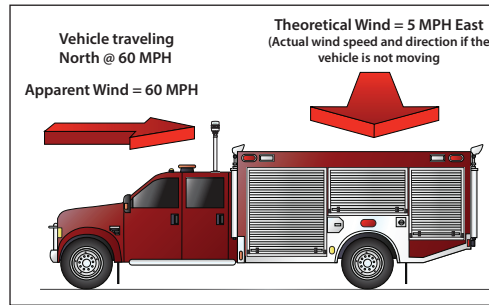 Vehicle traveling
North @ 60 MPH
Apparent Wind = 60 MPH
Theoretical Wind = 5 MPH East
(Actual wind speed and direction if the
vehicle is not moving